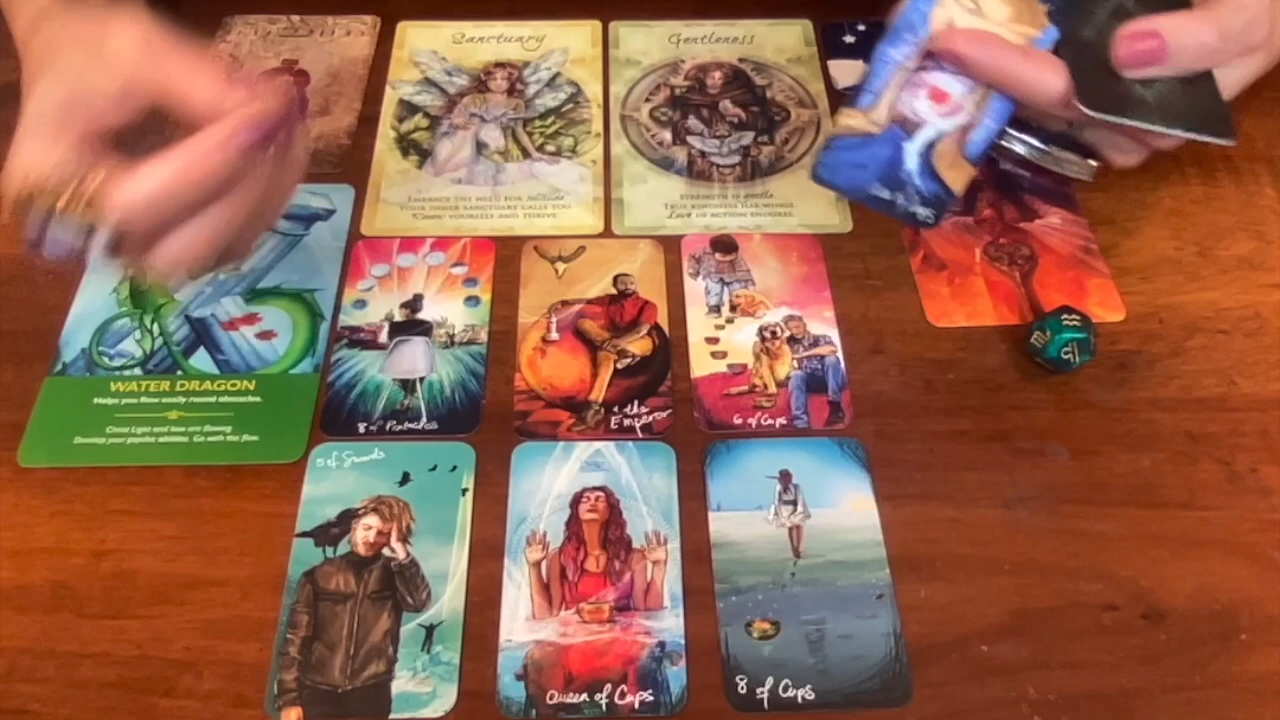 Sanctuary
EMBRACE THE NEED FOR solitude
YOUR INNER SANCTUARY CALLS YOU.
YOURSELF AND THRIVE.
Gentleness
STRENGTH IS gentle.
TRUE KINDNESS HAS WINGS.
Love IN ACTION ENDURES.
WATER DRAGON
Helps you flow easily round obstacles.
Christ Light and love are flowing
Develop your psychic abilities. Go with the flow.
8 of Pentacles
4 the
Emperor
6 of Cups
5 of Swords
Queen of Cups
8 of Cups